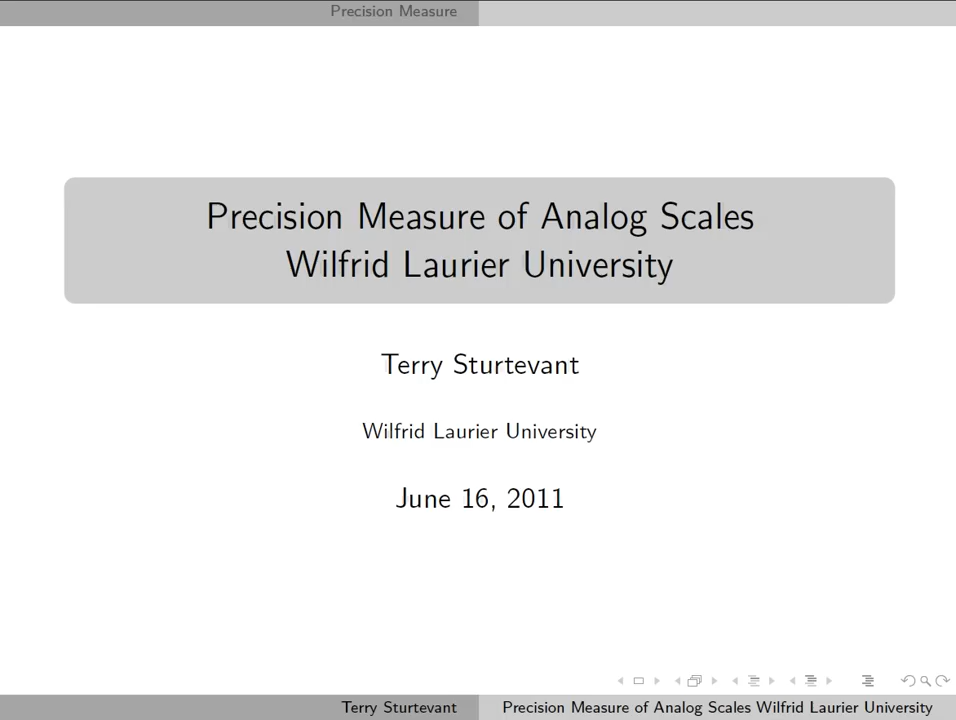 Precision Measure
Precision Measure of Analog Scales
Wilfrid Laurier University
Terry Sturtevant
Wilfrid Laurier University
June 16, 2011
Terry Sturtevant
Precision Measure of Analog Scales Wilfrid Laurier University